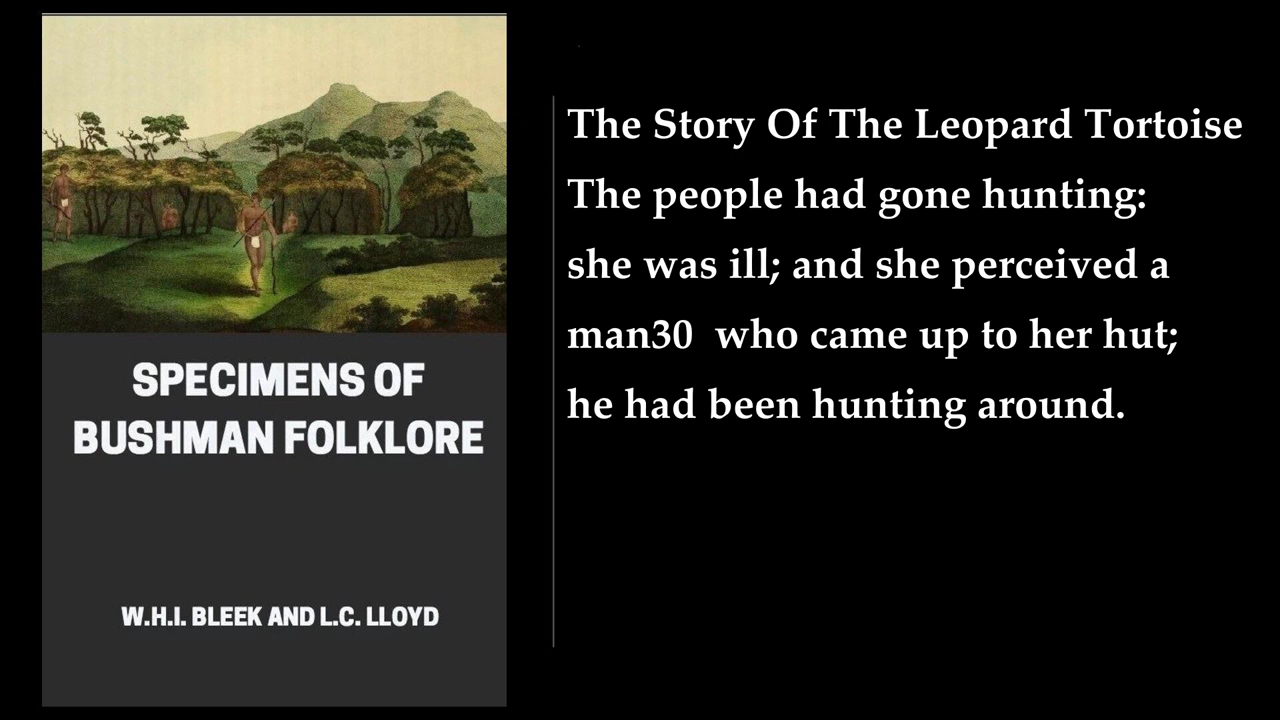 SPECIMENS OF
BUSHMAN FOLKLORE
W.H.I. BLEEK AND L.C. LLOYD
The Story Of The Leopard Tortoise
The people had gone hunting:
she was ill; and she perceived a
man30  who came up to her hut;
he had been hunting around.